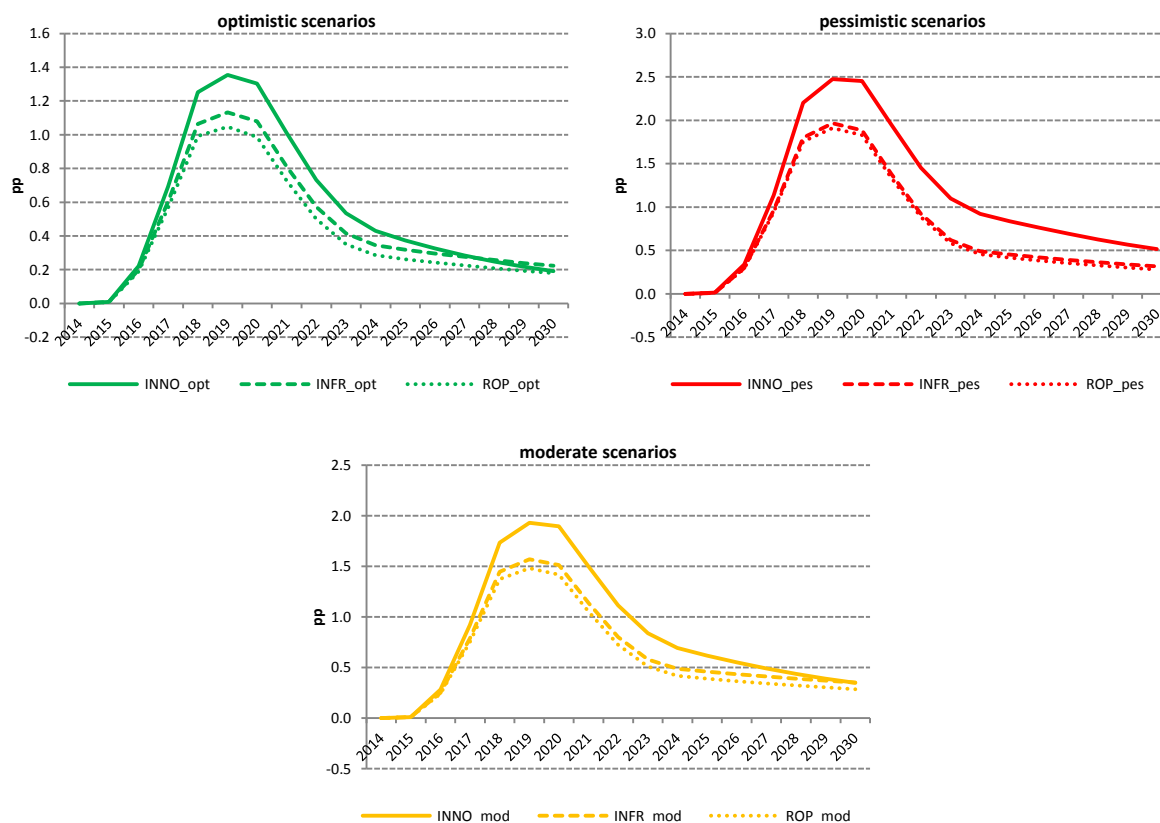 optimistic scenarios
1.6
1.4
1.2
1.0
0.8
0.6
0.4
0.2
0.0
-0.2
pp
2014 2015 2016 2017 2018 2019 2020 2021 2022 2023 2024 2025 2026 2027 2028 2029 2030
INNO_opt INFR_opt ROP_opt
pessimistic scenarios
3.0
2.5
2.0
1.5
1.0
0.5
0.0
-0.5
pp
2014 2015 2016 2017 2018 2019 2020 2021 2022 2023 2024 2025 2026 2027 2028 2029 2030
INNO_pes INFR_pes ROP_pes
moderate scenarios
2.5
2.0
1.5
1.0
0.5
0.0
-0.5
pp
2014 2015 2016 2017 2018 2019 2020 2021 2022 2023 2024 2025 2026 2027 2028 2029 2030
INNO_mod INFR_mod ROP_mod